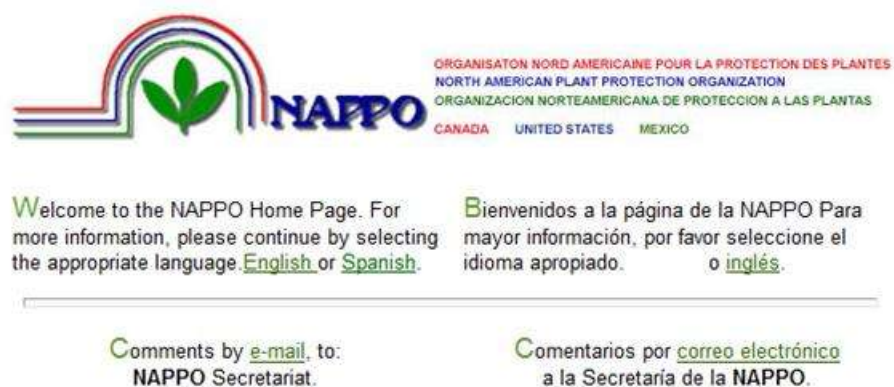 NAPPO
ORGANISATON NORD AMERICAINE POUR LA PROTECTION DES PLANTES
NORTH AMERICAN PLANT PROTECTION ORGANIZATION
ORGANIZACION NORTEAMERICANA DE PROTECCION A LAS PLANTAS
CANADA UNITED STATES MEXICO
Welcome to the NAPPO Home Page. For
more information, please continue by selecting
the appropriate language.English or Spanish.
Bienvenidos a la página de la NAPPO Para
mayor información, por favor seleccione el
idioma apropiado. o inglés.
Comments by e-mail, to:
NAPPO Secretariat.
Comentarios por correo electrónico
a la Secretaría de la NAPPO.